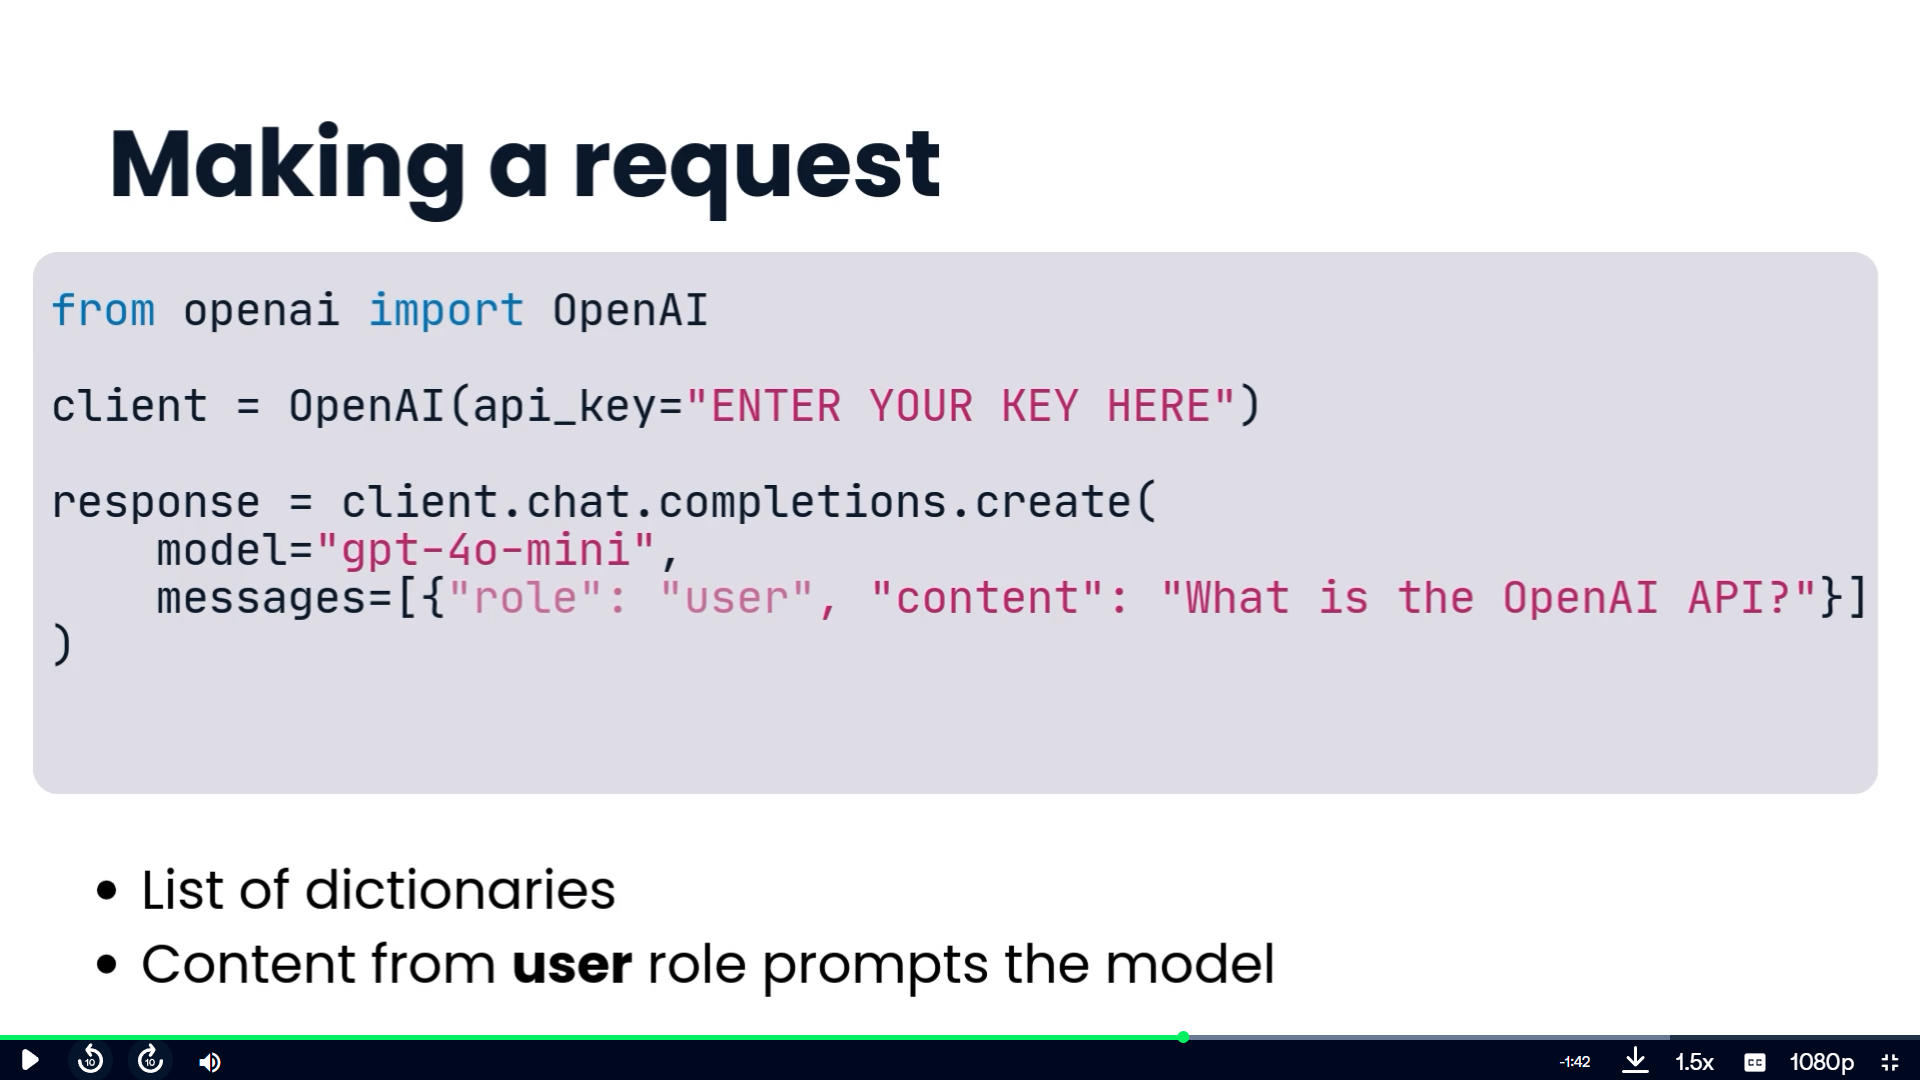 Making a request
from openai import OpenAI
client = OpenAI(api_key="ENTER YOUR KEY HERE")
response = client.chat.completions.create(
    model="gpt-4o-mini",
    messages=[{"role": "user", "content": "What is the OpenAI API?"}]
)
• List of dictionaries
• Content from user role prompts the model
10 10 -1:42 1.5x CC 1080p